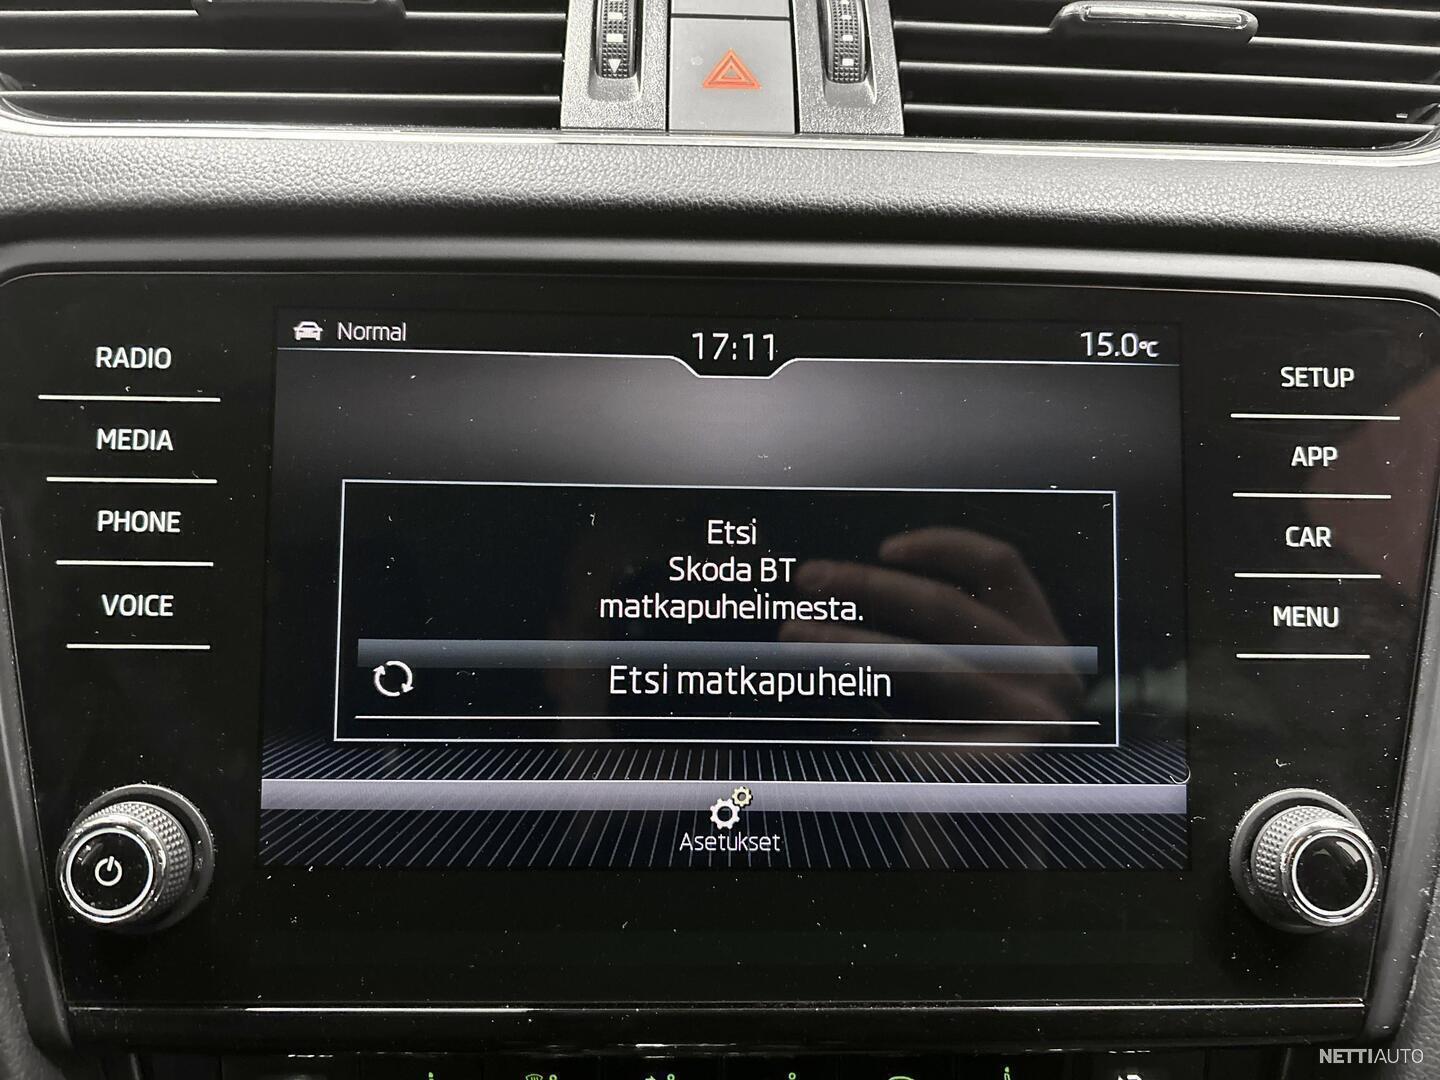 Normal
17:11
15.0°C
RADIO
MEDIA
PHONE
VOICE
SETUP
APP
CAR
MENU
Etsi
Skoda BT
matkapuhelimesta.
Etsi matkapuhelin
Asetukset
NETTIAUTO